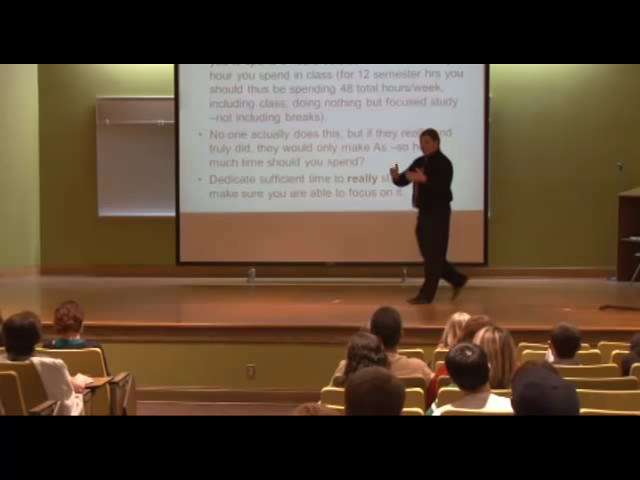 hour you spend in class (for 12 semester hrs you
should thus be spending 48 total hours/week,
including class, doing nothing but focused study
–not including breaks).
• No one actually does this, but if they really and
truly did, they would only make As –so h
much time should you spend?
• Dedicate sufficient time to really s
make sure you are able to focus on it.